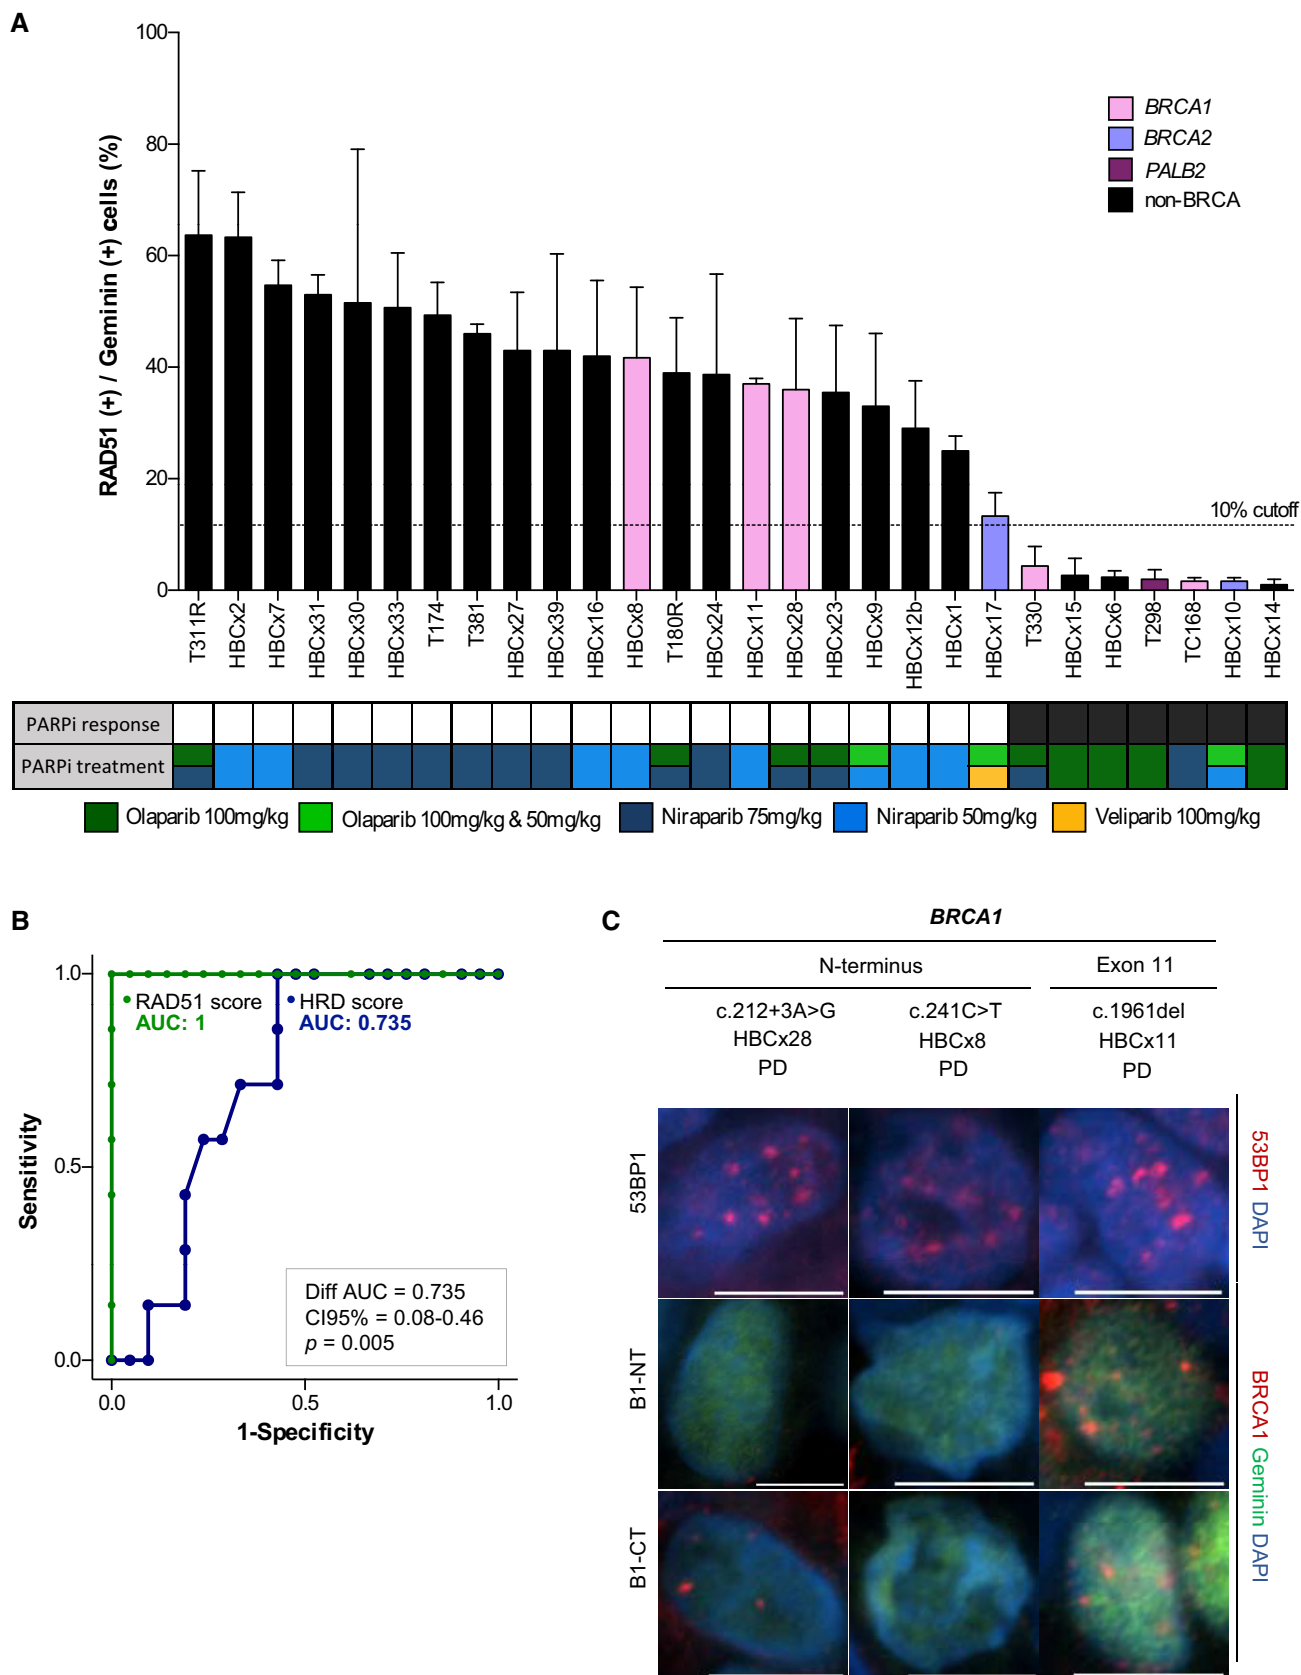 A
100
80
60
40
20
0
RAD51 (+) / Geminin (+) cells (%)
BRCA1
BRCA2
PALB2
non-BRCA
10% cutoff
T311R
HBCx2
HBCx7
HBCx31
HBCx30
HBCx33
T174
T381
HBCx27
HBCx39
HBCx16
HBCx8
T180R
HBCx24
HBCx11
HBCx28
HBCx23
HBCx9
HBCx12b
HBCx1
HBCx17
T330
HBCx15
HBCx6
T298
TC168
HBCx10
HBCx14
PARPi response
PARPi treatment
Olaparib 100mg/kg
Olaparib 100mg/kg & 50mg/kg
Niraparib 75mg/kg
Niraparib 50mg/kg
Veliparib 100mg/kg
B
1.0
0.5
0.0
Sensitivity
RAD51 score
AUC: 1
HRD score
AUC: 0.735
Diff AUC = 0.735
CI95% = 0.08-0.46
p = 0.005
0.0
0.5
1.0
1-Specificity
C
BRCA1
N-terminus
Exon 11
c.212+3A>G
HBCx28
PD
c.241C>T
HBCx8
PD
c.1961del
HBCx11
PD
53BP1
B1-NT
B1-CT
53BP1 DAPI
BRCA1 Geminin DAPI